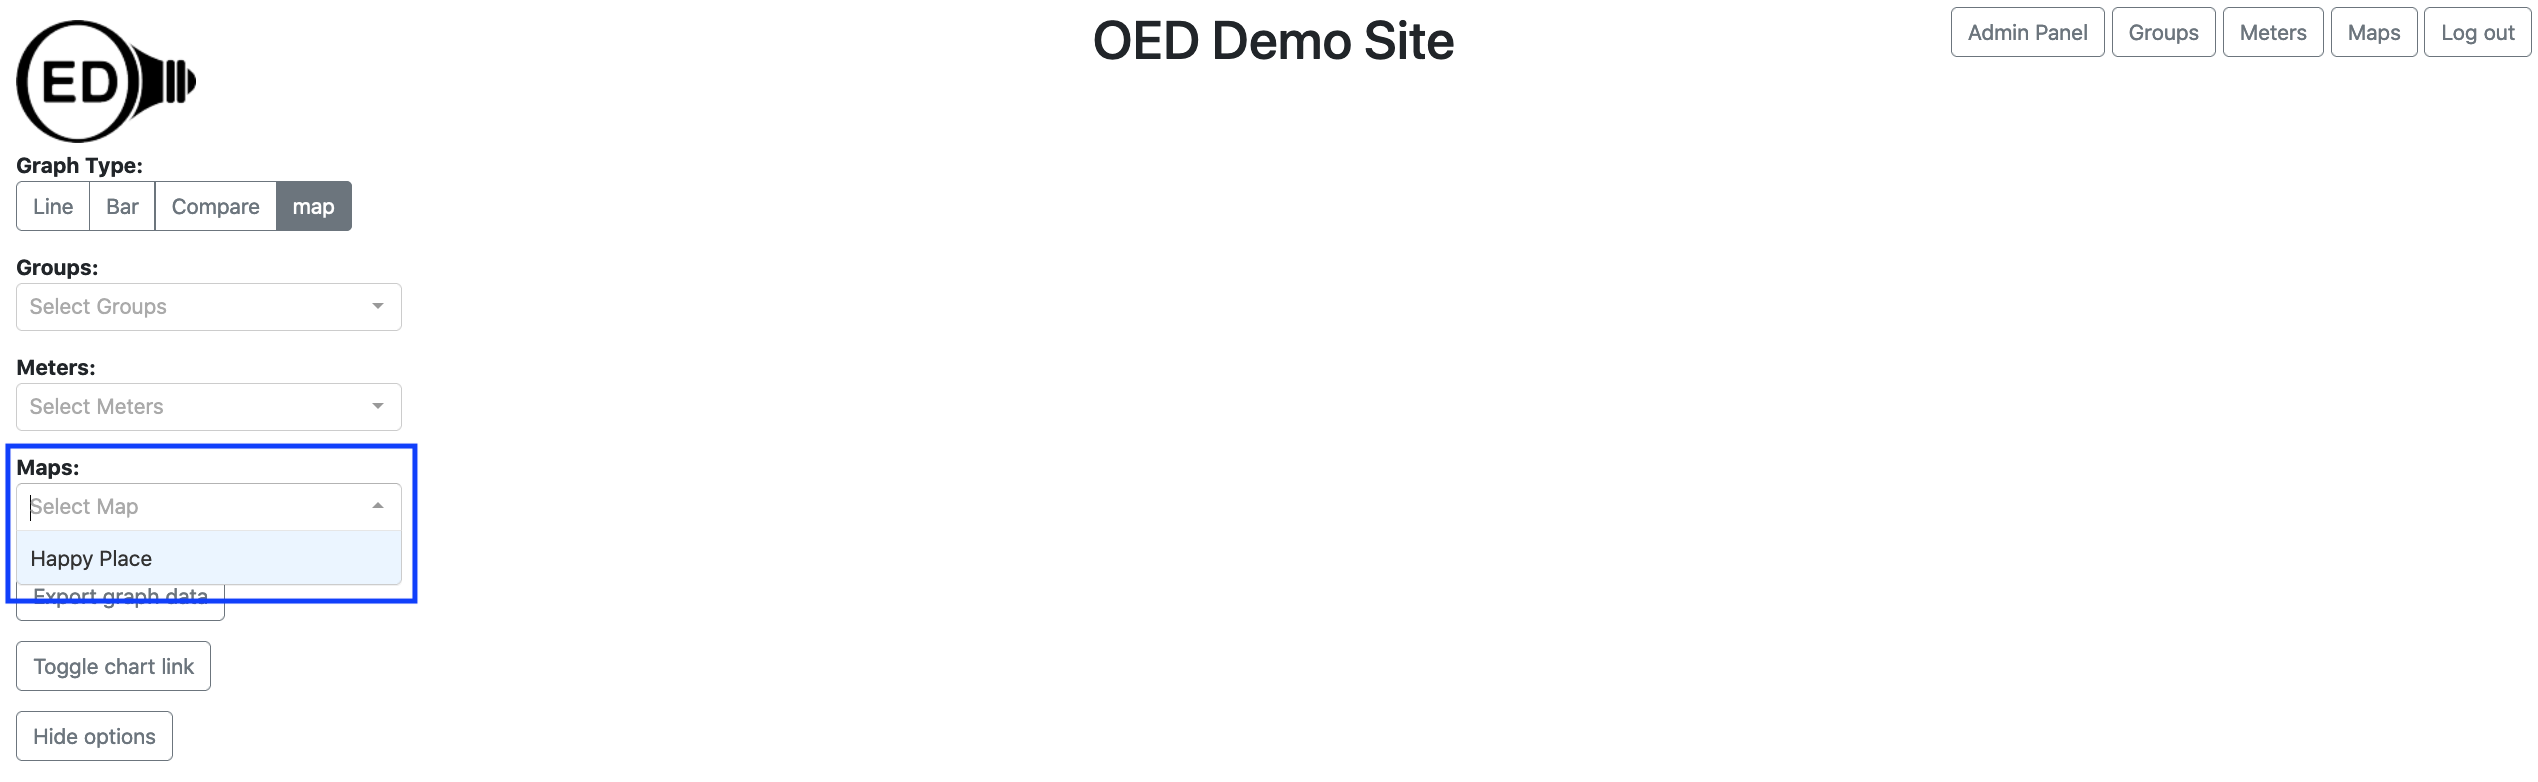 ED
OED Demo Site
Admin Panel Groups Meters Maps Log out
Graph Type:
Line Bar Compare map
Groups:
Select Groups
Meters:
Select Meters
Maps:
Select Map
Happy Place
Export graph data
Toggle chart link
Hide options